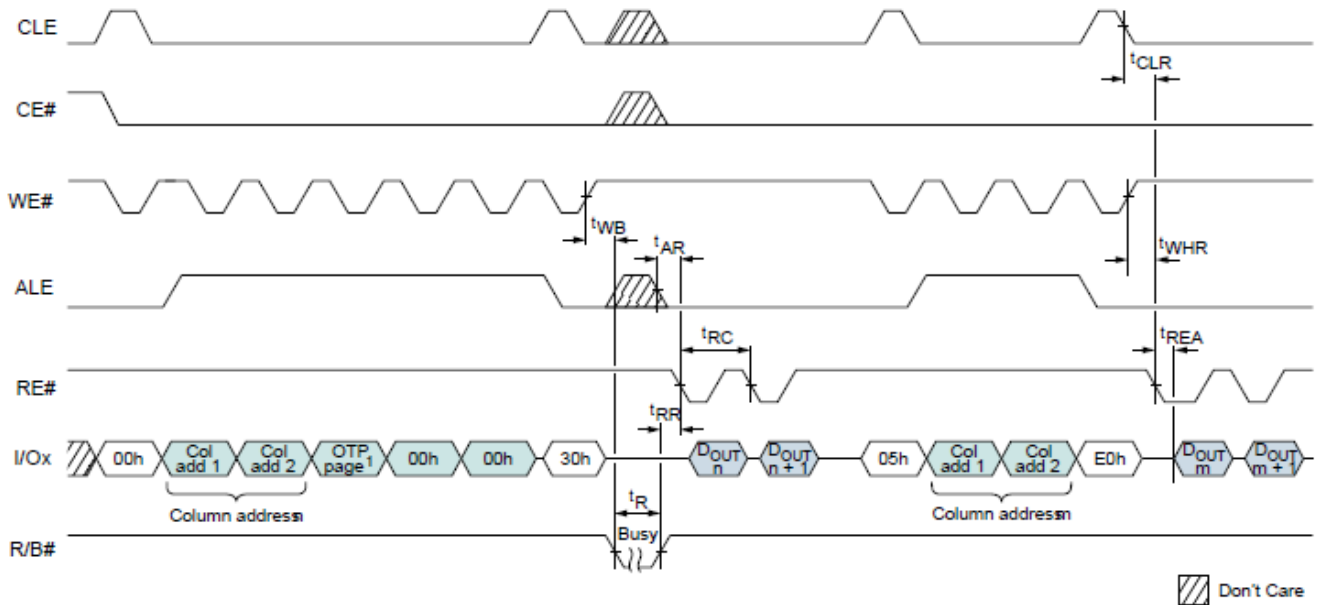 CLE
tCLR
CE#
WE#
tWB
tAR
tWHR
ALE
tRC
tREA
RE#
tRR
I/Ox
00h
Col add 1
Col add 2
OTP page1
00h
00h
30h
DOUT n
DOUT n + 1
05h
Col add 1
Col add 2
E0h
DOUT m
DOUT m + 1
Column address n
tR
Column address m
R/B#
Busy
Don't Care